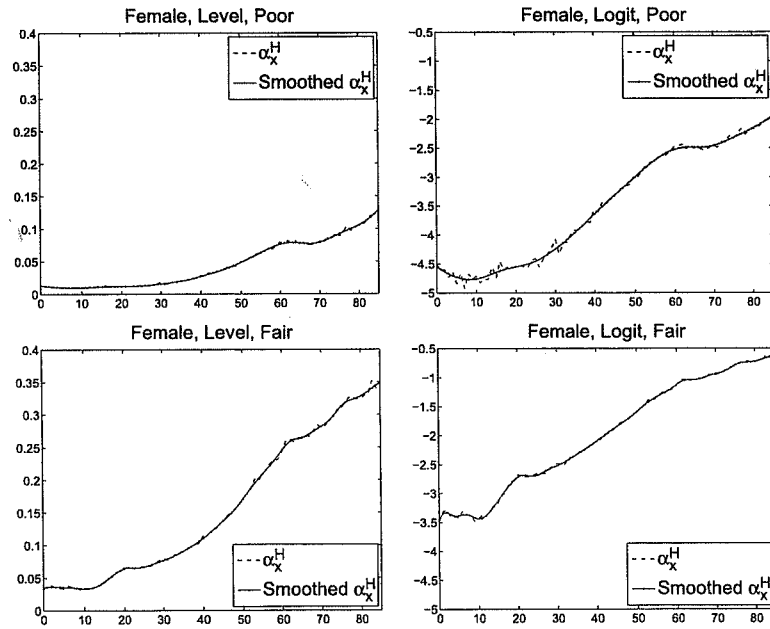 Female, Level, Poor
0.4
0.35
0.3
0.25
0.2
0.15
0.1
0.05
0
0 10 20 30 40 50 60 70 80
α_x^H
Smoothed α_x^H
Female, Logit, Poor
−0.5
−1
−1.5
−2
−2.5
−3
−3.5
−4
−4.5
−5
0 10 20 30 40 50 60 70 80
α_x^H
Smoothed α_x^H
Female, Level, Fair
0.4
0.35
0.3
0.25
0.2
0.15
0.1
0.05
0
0 10 20 30 40 50 60 70 80
α_x^H
Smoothed α_x^H
Female, Logit, Fair
−0.5
−1
−1.5
−2
−2.5
−3
−3.5
−4
−4.5
−5
0 10 20 30 40 50 60 70 80
α_x^H
Smoothed α_x^H